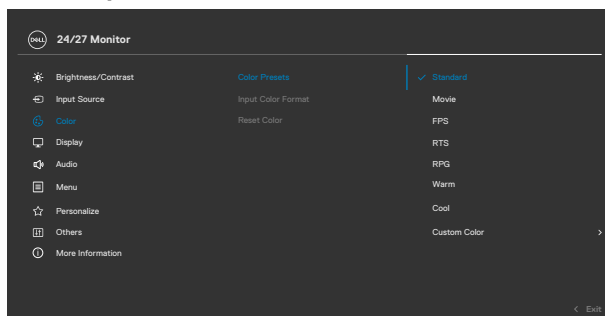 DELL 24/27 Monitor
Brightness/Contrast Color Presets Standard
Input Source Input Color Format Movie
Color Reset Color FPS
Display RTS
Audio RPG
Menu Warm
Personalize Cool
Others Custom Color >
More Information
< Exit